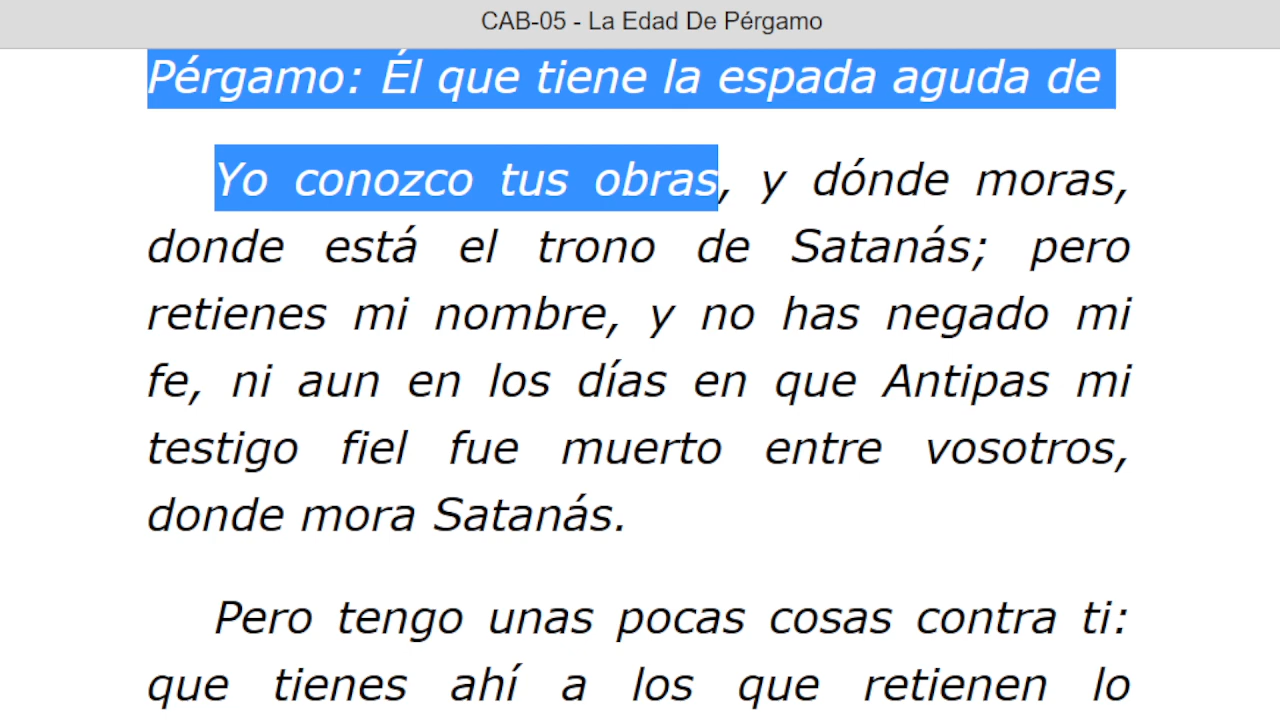 CAB-05 - La Edad De Pérgamo
Pérgamo: Él que tiene la espada aguda de
Yo conozco tus obras, y dónde moras,
donde está el trono de Satanás; pero
retienes mi nombre, y no has negado mi
fe, ni aun en los días en que Antipas mi
testigo fiel fue muerto entre vosotros,
donde mora Satanás.
Pero tengo unas pocas cosas contra ti:
que tienes ahí a los que retienen lo